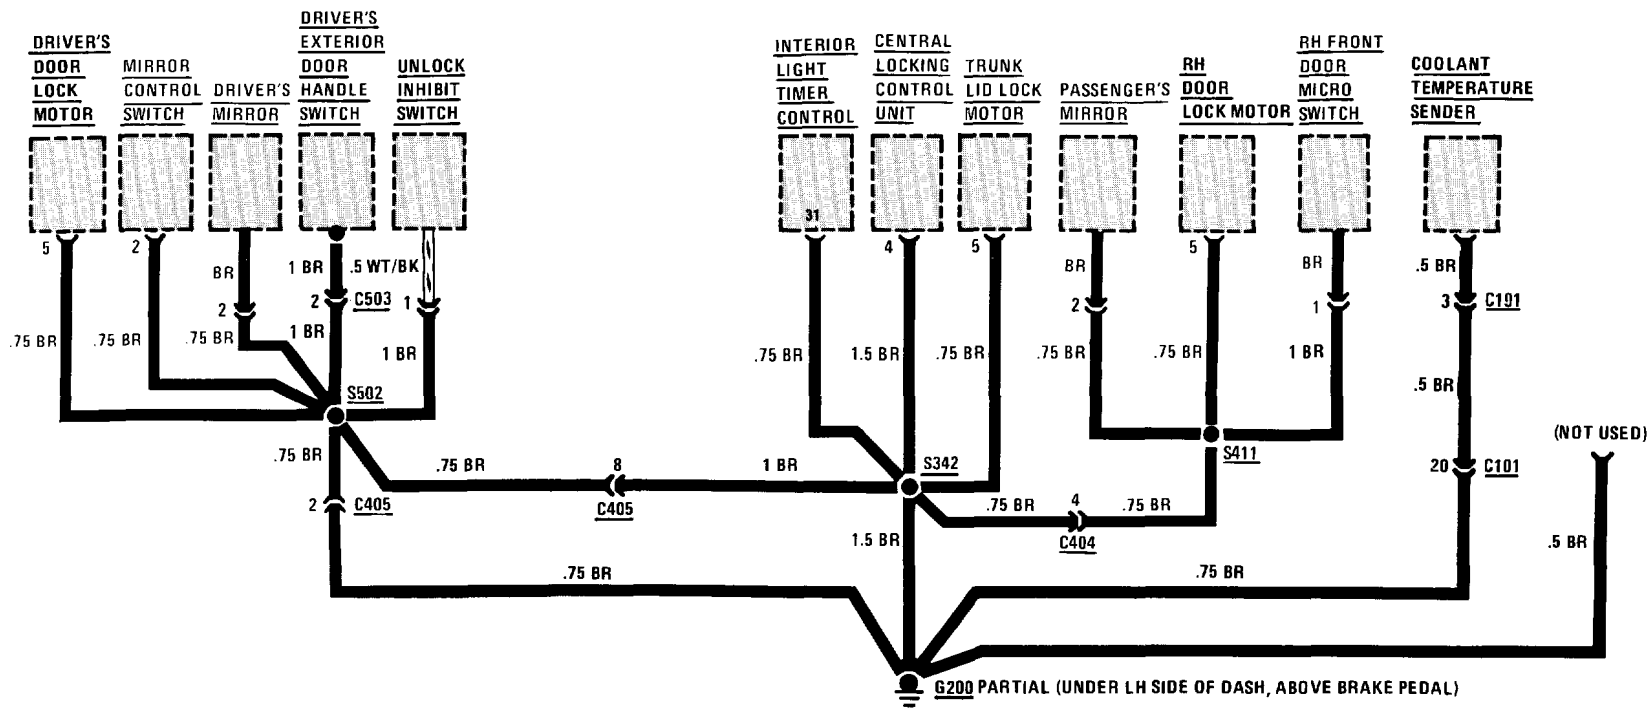 DRIVER'S
DOOR
LOCK
MOTOR
MIRROR
CONTROL
SWITCH
DRIVER'S
MIRROR
DRIVER'S
EXTERIOR
DOOR
HANDLE
SWITCH
UNLOCK
INHIBIT
SWITCH
INTERIOR
LIGHT
TIMER
CONTROL
CENTRAL
LOCKING
CONTROL
UNIT
TRUNK
LID LOCK
MOTOR
PASSENGER'S
MIRROR
RH
DOOR
LOCK MOTOR
RH FRONT
DOOR
MICRO
SWITCH
COOLANT
TEMPERATURE
SENDER
31
5
2
BR
1 BR
.5 WT/BK
4
5
BR
5
BR
.5 BR
2
2
C503
1
2
1
3
C191
.75 BR
.75 BR
.75 BR
1 BR
1 BR
.75 BR
1.5 BR
.75 BR
.75 BR
.75 BR
1 BR
.5 BR
S502
(NOT USED)
.75 BR
.75 BR
8
1 BR
S342
S411
20
C101
2
C405
C405
.75 BR
4
.75 BR
C404
1.5 BR
.5 BR
.75 BR
.75 BR
G200 PARTIAL (UNDER LH SIDE OF DASH, ABOVE BRAKE PEDAL)